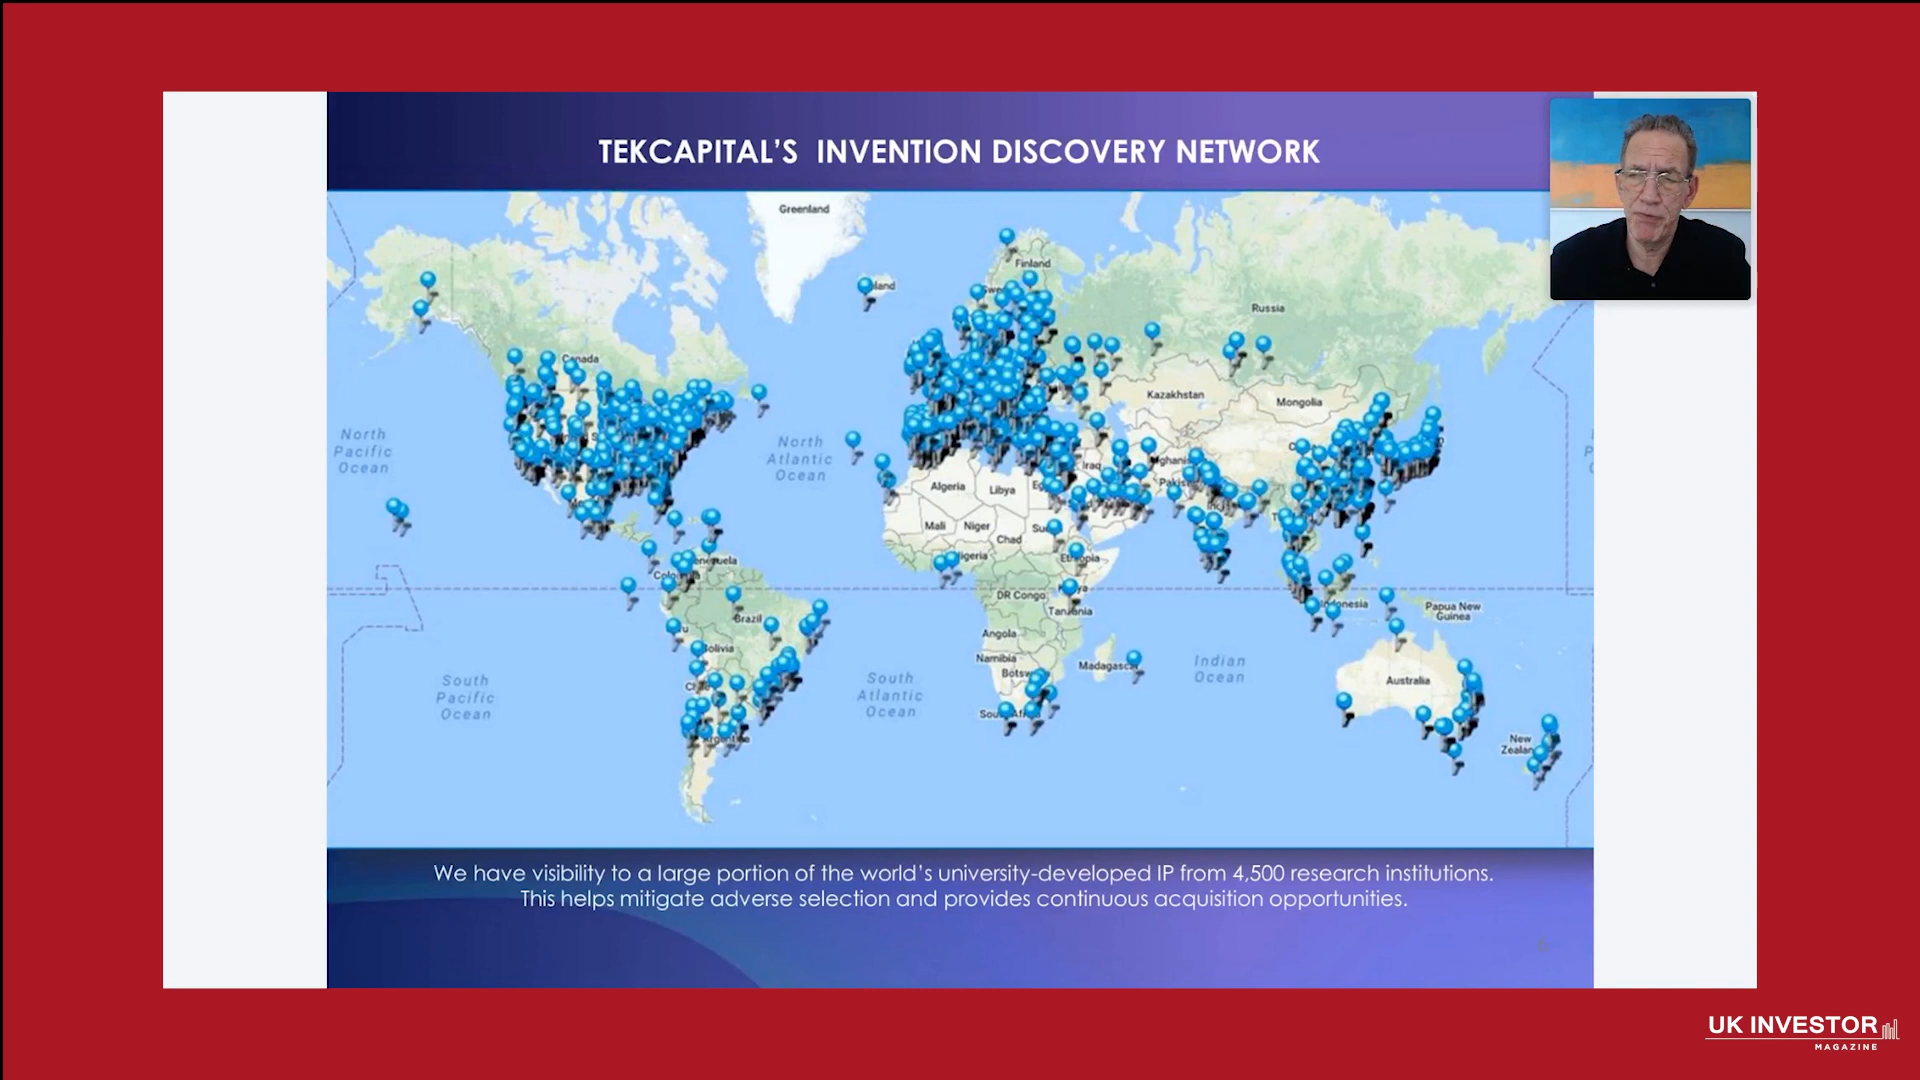 TEKCAPITAL'S INVENTION DISCOVERY NETWORK
Greenland
Finland
Russia
Canada
Kazakhstan
Mongolia
North
Pacific
Ocean
North
Atlantic
Ocean
Iraq
Algeria
Libya
Mali
Niger
Chad
Ethiopia
DR Congo
Tanzania
Angola
Namibia
Brazil
Papua New
Guinea
Madagascar
Indian
Ocean
Australia
South
Pacific
Ocean
South
Atlantic
Ocean
New
We have visibility to a large portion of the world's university-developed IP from 4,500 research institutions.
This helps mitigate adverse selection and provides continuous acquisition opportunities.
6
UK INVESTOR
MAGAZINE